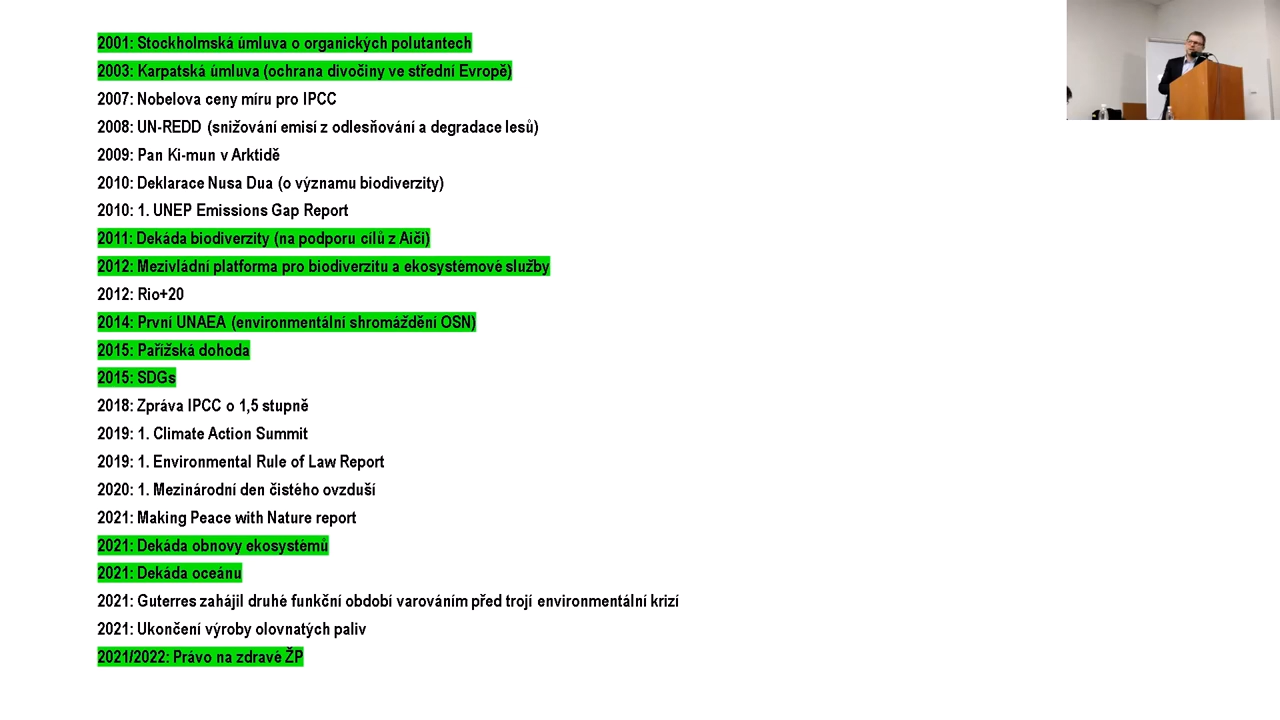 2001: Stockholmská úmluva o organických polutantech
2003: Karpatská úmluva (ochrana divočiny ve střední Evropě)
2007: Nobelova ceny míru pro IPCC
2008: UN-REDD (snižování emisí z odlesňování a degradace lesů)
2009: Pan Ki-mun v Arktidě
2010: Deklarace Nusa Dua (o významu biodiverzity)
2010: 1. UNEP Emissions Gap Report
2011: Dekáda biodiverzity (na podporu cílů z Aiči)
2012: Mezivládní platforma pro biodiverzitu a ekosystémové služby
2012: Rio+20
2014: První UNAEA (environmentální shromáždění OSN)
2015: Pařížská dohoda
2015: SDGs
2018: Zpráva IPCC o 1,5 stupně
2019: 1. Climate Action Summit
2019: 1. Environmental Rule of Law Report
2020: 1. Mezinárodní den čistého ovzduší
2021: Making Peace with Nature report
2021: Dekáda obnovy ekosystémů
2021: Dekáda oceánu
2021: Guterres zahájil druhé funkční období varováním před trojí environmentální krizí
2021: Ukončení výroby olovnatých paliv
2021/2022: Právo na zdravé ŽP